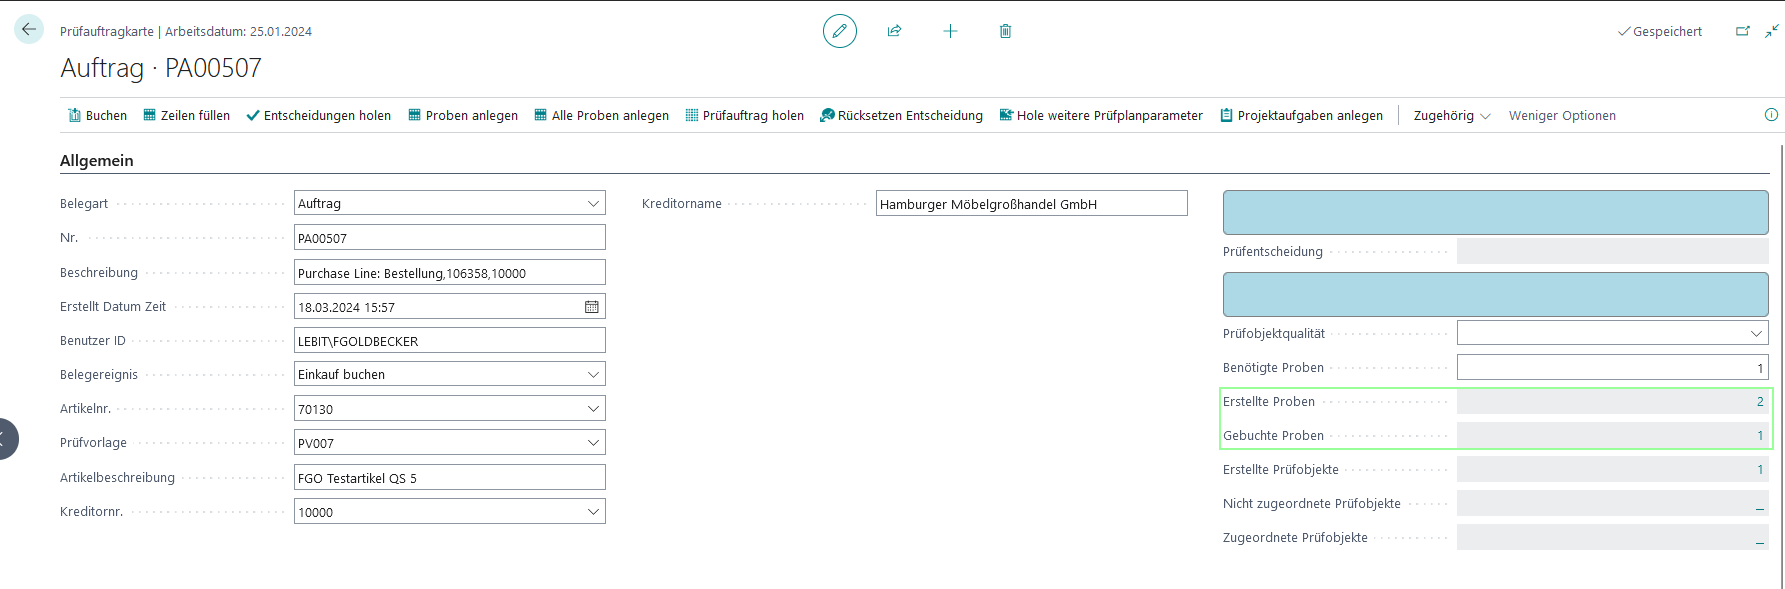 Prüfauftragkarte | Arbeitsdatum: 25.01.2024
Gespeichert
Auftrag · PA00507
Buchen Zeilen füllen Entscheidungen holen Proben anlegen Alle Proben anlegen Prüfauftrag holen Rücksetzen Entscheidung Hole weitere Prüfplanparameter Projektaufgaben anlegen Zugehörig Weniger Optionen
Allgemein
Belegart Auftrag
Nr. PA00507
Beschreibung Purchase Line: Bestellung,106358,10000
Erstellt Datum Zeit 18.03.2024 15:57
Benutzer ID LEBIT\FGOLDBECKER
Belegereignis Einkauf buchen
Artikelnr. 70130
Prüfvorlage PV007
Artikelbeschreibung FGO Testartikel QS 5
Kreditornr. 10000
Kreditorname Hamburger Möbelgroßhandel GmbH
Prüfentscheidung
Prüfobjektqualität
Benötigte Proben 1
Erstellte Proben 2
Gebuchte Proben 1
Erstellte Prüfobjekte 1
Nicht zugeordnete Prüfobjekte _
Zugeordnete Prüfobjekte _